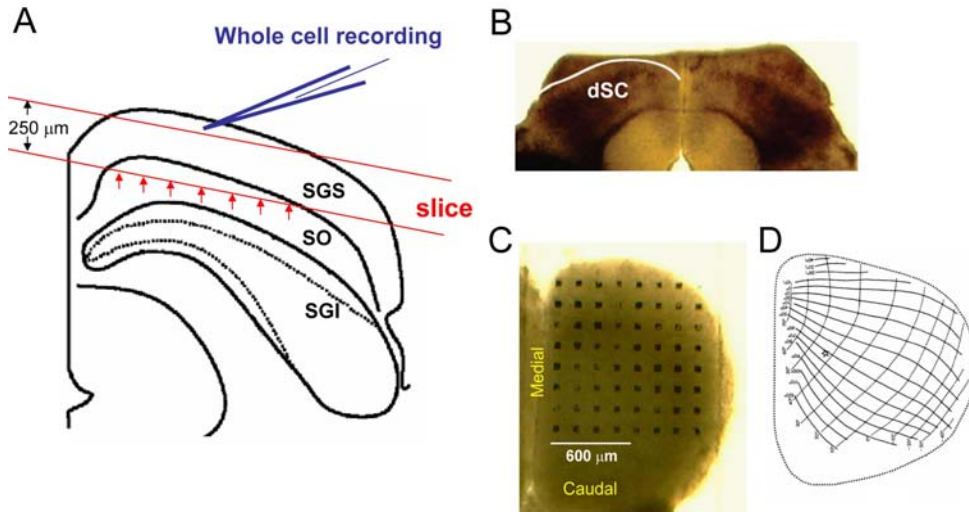 A
Whole cell recording
250 μm
SGS
slice
SO
SGI
B
dSC
C
Medial
600 μm
Caudal
D